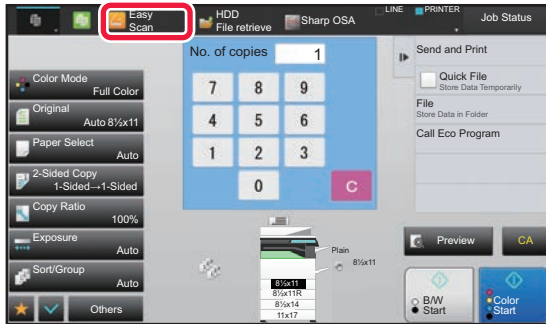 Easy
Scan
HDD
File retrieve
Sharp OSA
LINE
PRINTER
Job Status
No. of copies
1
Send and Print
Quick File
Store Data Temporarily
File
Store Data in Folder
Call Eco Program
Color Mode
Full Color
Original
Auto 8½x11
Paper Select
Auto
2-Sided Copy
1-Sided→1-Sided
Copy Ratio
100%
Exposure
Auto
Sort/Group
Auto
Others
7 8 9
4 5 6
1 2 3
0 C
Plain
8½x11
8½x11
8½x11R
8½x14
11x17
Preview
CA
B/W
Start
Color
Start